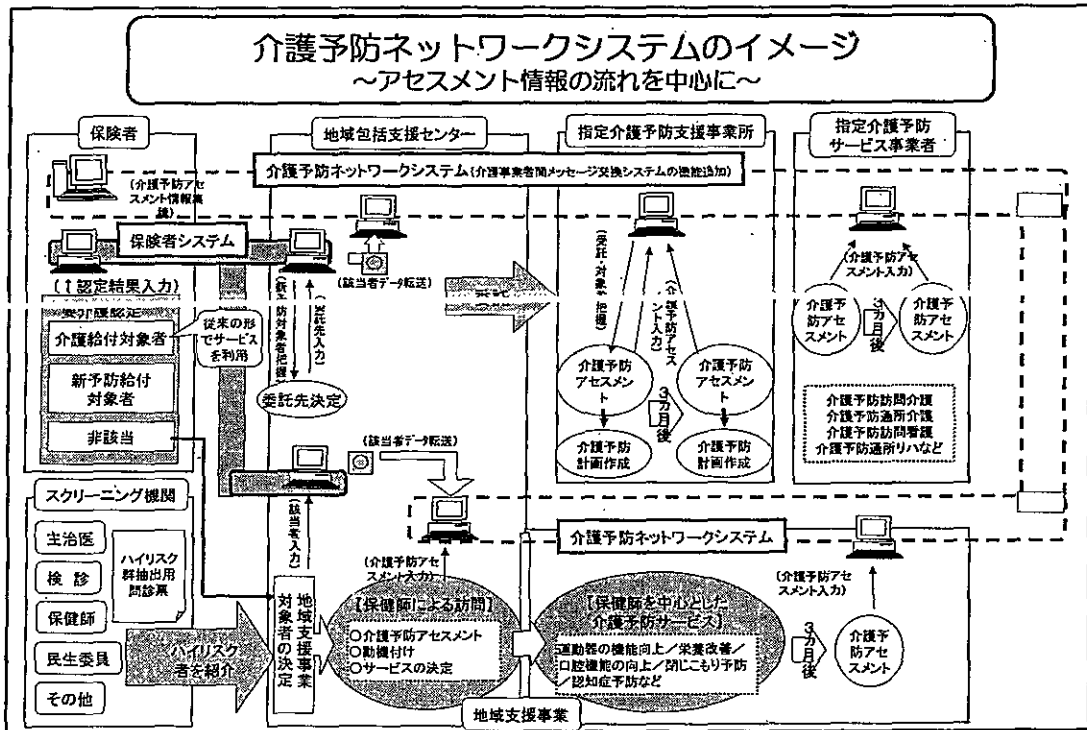 介護予防ネットワークシステムのイメージ
～アセスメント情報の流れを中心に～
保険者
地域包括支援センター
指定介護予防支援事業所
指定介護予防
サービス事業者
介護予防ネットワークシステム(介護事業者間メッセージ交換システムの機能追加)
(介護予防アセ
スメント情報集
積)
保険者システム
(該当者データ転送)
(↑認定結果入力)
要介護認定
介護給付対象者
従来の形
でサービス
を利用
新予防給付
対象者
非該当
(委託先入力)
委託先決定
(受託・対象者把握)
(介護予防アセス
メント入力)
介護予防
アセスメン
ト
3ヵ月後
介護予防
アセスメン
ト
介護予防
計画作成
介護予防
計画作成
(介護予防アセ
スメント入力)
介護予
防アセ
スメント
3ヵ月後
介護予
防アセ
スメント
介護予防訪問介護
介護予防通所介護
介護予防訪問看護
介護予防通所リハなど
(該当者データ転送)
スクリーニング機関
主治医
検診
保健師
民生委員
その他
ハイリスク
群抽出用
問診票
ハイリスク
者を紹介
(該当者入力)
地域支援事業
対象者の決定
介護予防ネットワークシステム
(介護予防アセ
スメント入力)
【保健師による訪問】
○介護予防アセスメント
○動機付け
○サービスの決定
【保健師を中心とした
介護予防サービス】
運動器の機能向上／栄養改善／
口腔機能の向上／閉じこもり予防
／認知症予防など
3ヵ月後
(介護予防アセ
スメント入力)
介護予
防アセ
スメント
地域支援事業